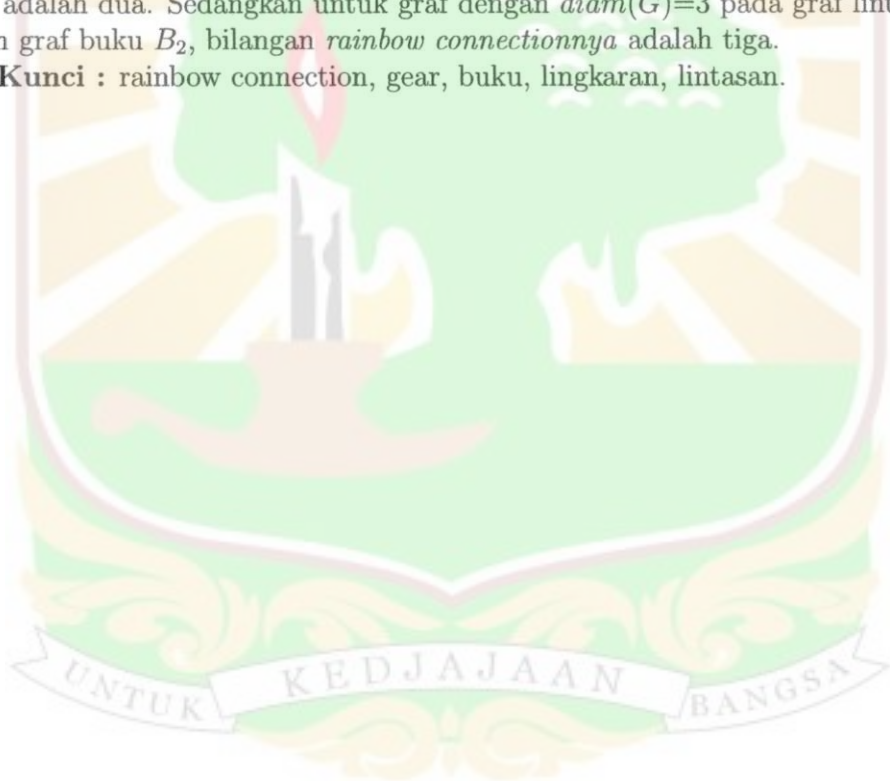 adalah dua. Sedangkan untuk graf dengan diam(G)=3 pada graf
graf buku B₂, bilangan rainbow connectionnya adalah tiga.
Kunci : rainbow connection, gear, buku, lingkaran, lintasan.
UNTUK KEDJAJAAN BANGSA